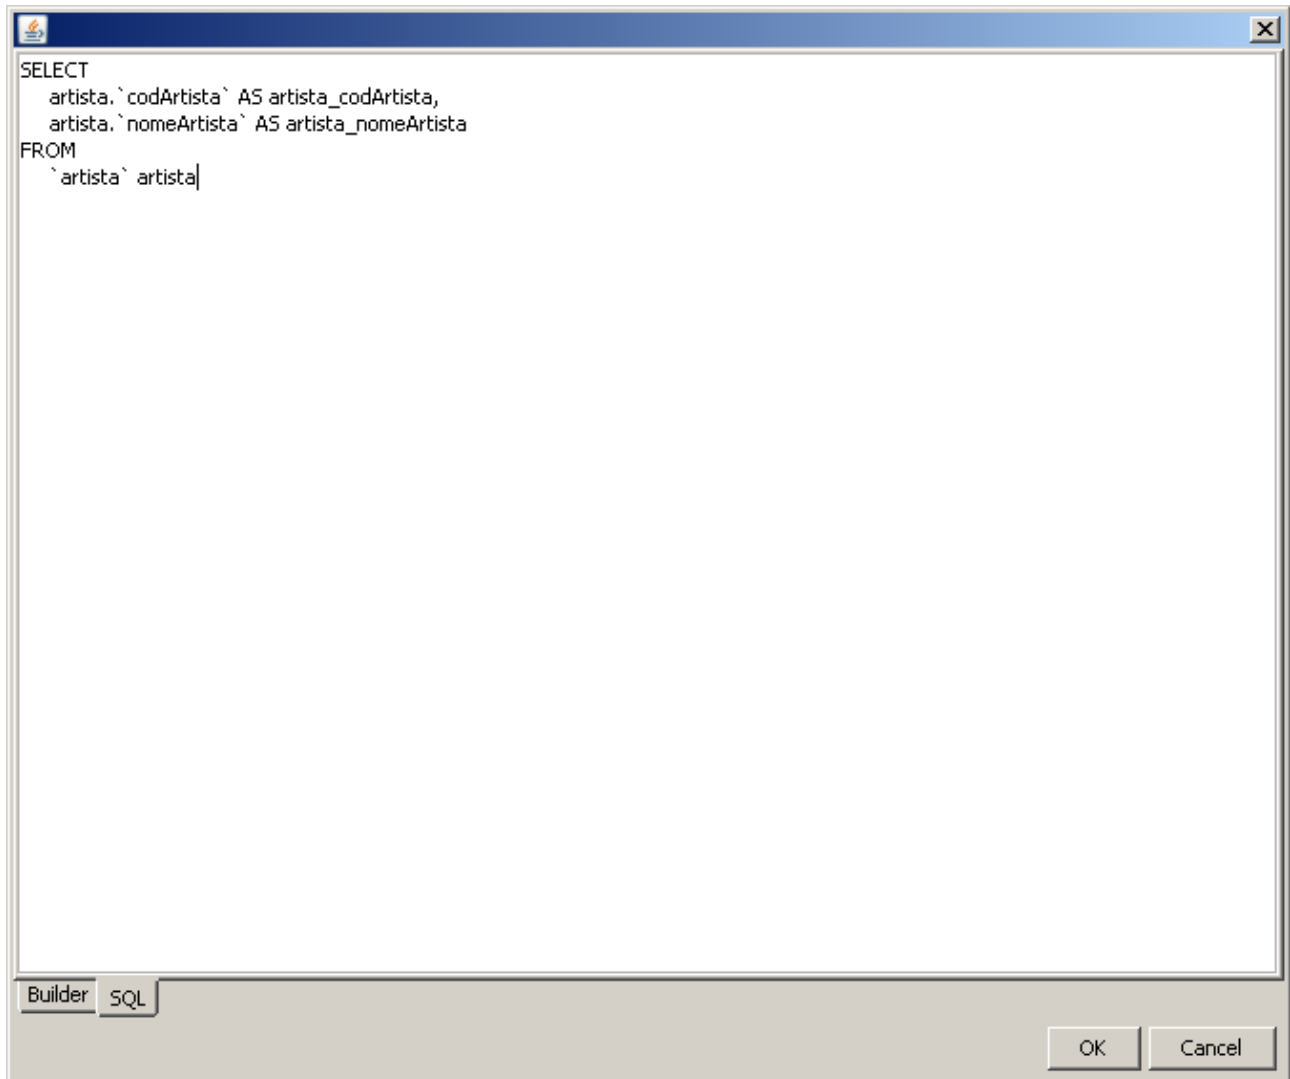 SELECT
artista.`codArtista` AS artista_codArtista,
artista.`nomeArtista` AS artista_nomeArtista
FROM
`artista` artista
Builder
SQL
OK
Cancel